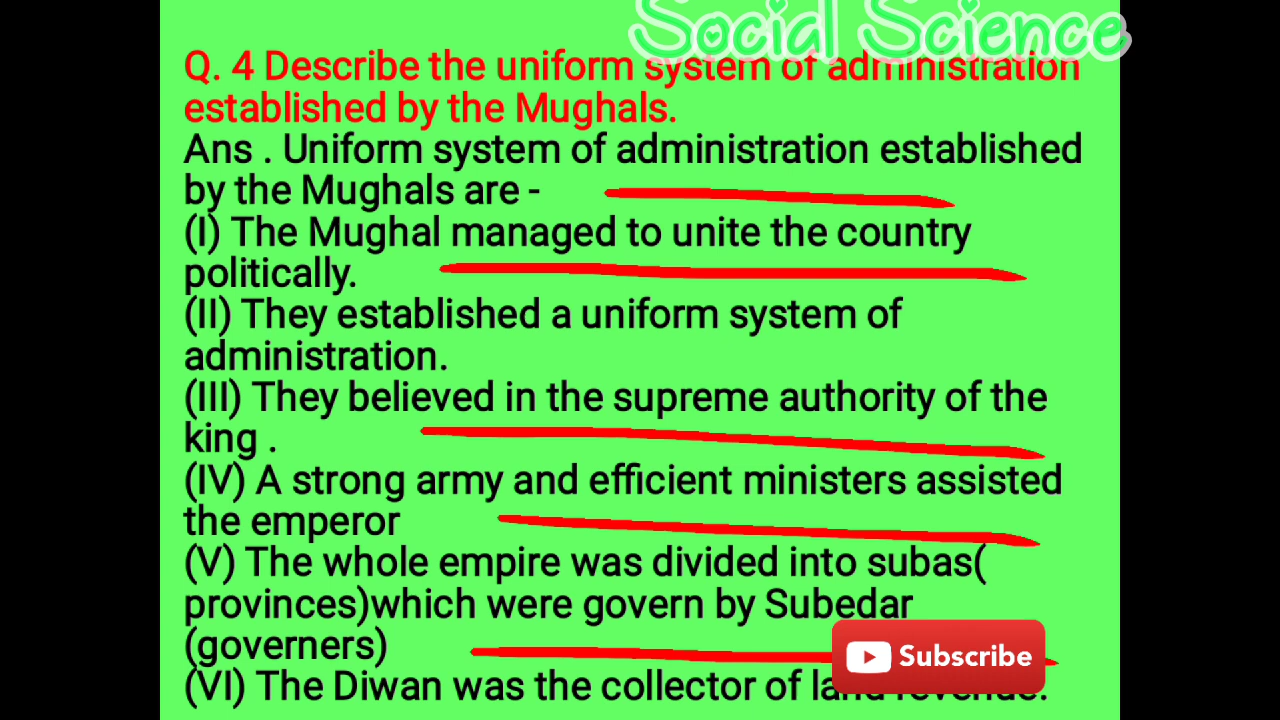 Social Science
Q. 4 Describe the uniform system of administration
established by the Mughals.
Ans . Uniform system of administration established
by the Mughals are -
(I) The Mughal managed to unite the country
politically.
(II) They established a uniform system of
administration.
(III) They believed in the supreme authority of the
king .
(IV) A strong army and efficient ministers assisted
the emperor
(V) The whole empire was divided into subas(
provinces)which were govern by Subedar
(governers)
Subscribe
(VI) The Diwan was the collector of land revenue.